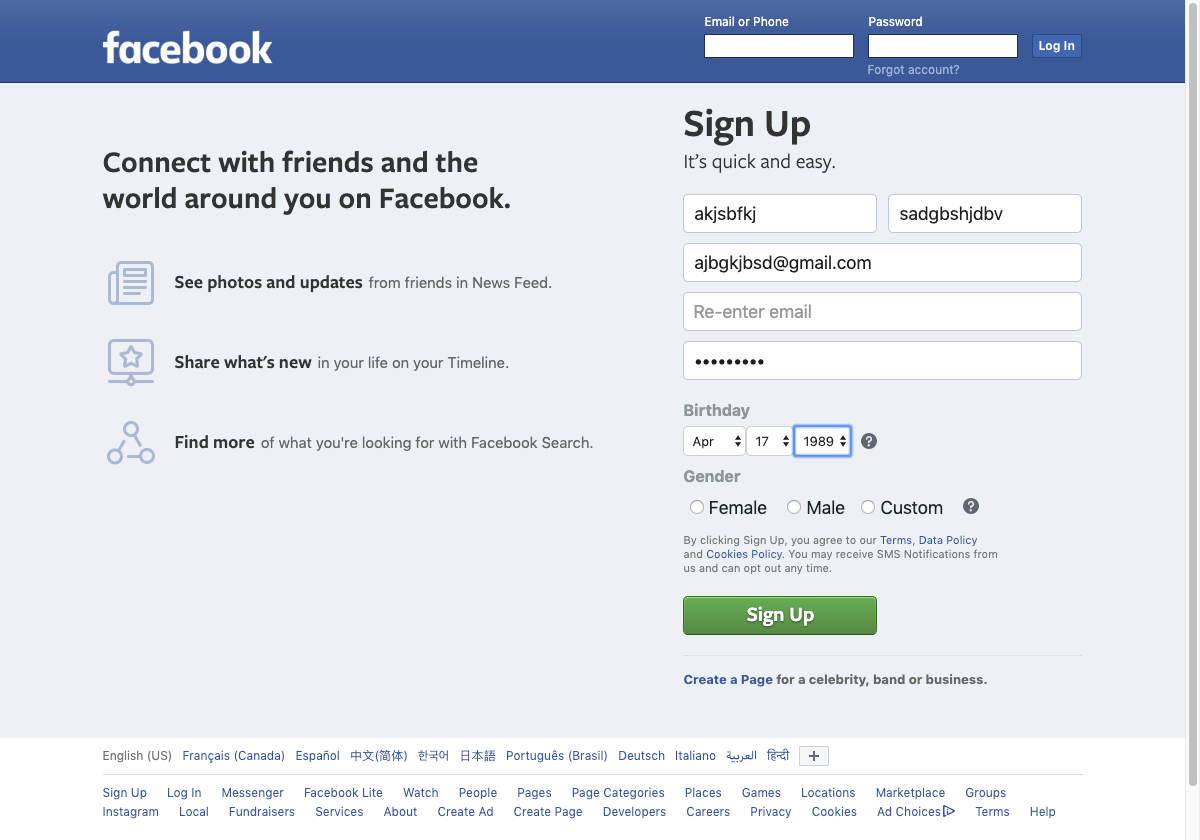 facebook
Email or Phone
Password
Log In
Forgot account?
Connect with friends and the
world around you on Facebook.
See photos and updates from friends in News Feed.
Share what's new in your life on your Timeline.
Find more of what you're looking for with Facebook Search.
Sign Up
It's quick and easy.
akjsbfkj sadgbshjdbv
ajbgkjbsd@gmail.com
Re-enter email
•••••••••
Birthday
Apr 17 1989 ?
Gender
Female Male Custom ?
By clicking Sign Up, you agree to our Terms, Data Policy
and Cookies Policy. You may receive SMS Notifications from
us and can opt out any time.
Sign Up
Create a Page for a celebrity, band or business.
English (US) Français (Canada) Español 中文(简体) 한국어 日本語 Português (Brasil) Deutsch Italiano العربية हिन्दी +
Sign Up Log In Messenger Facebook Lite Watch People Pages Page Categories Places Games Locations Marketplace Groups
Instagram Local Fundraisers Services About Create Ad Create Page Developers Careers Privacy Cookies Ad Choices Terms Help